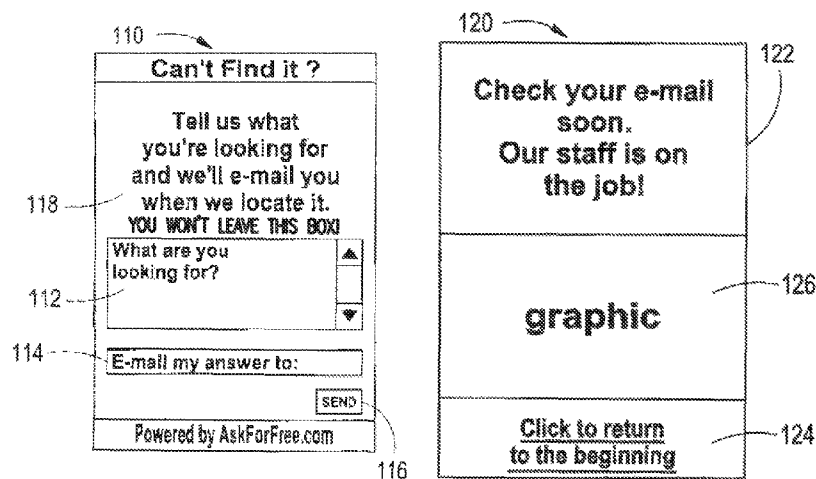 110
Can't Find it ?
Tell us what
you're looking for
and we'll e-mail you
when we locate it.
118
YOU WON'T LEAVE THIS BOX!
What are you
looking for?
112
114
E-mail my answer to:
SEND
Powered by AskForFree.com
116
120
122
Check your e-mail
soon.
Our staff is on
the job!
126
graphic
Click to return
to the beginning
124